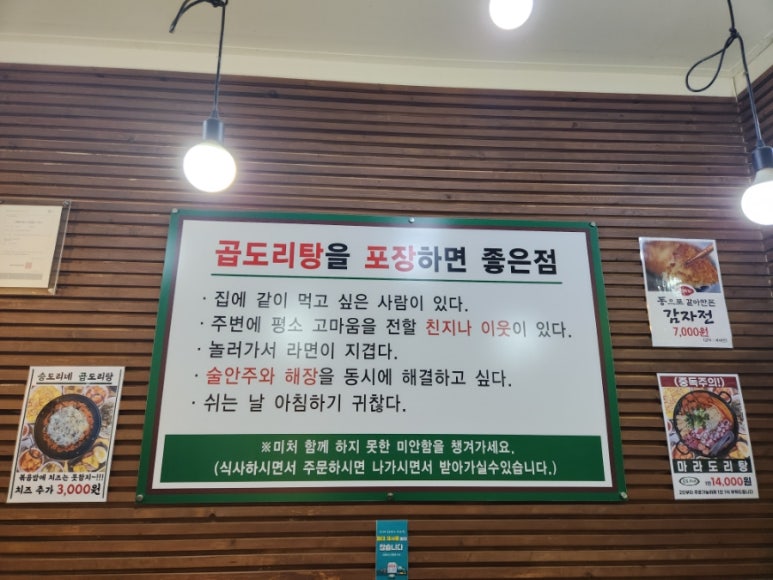 곱도리탕을 포장하면 좋은점
· 집에 같이 먹고 싶은 사람이 있다.
· 주변에 평소 고마움을 전할 친지나 이웃이 있다.
· 놀러가서 라면이 지겹다.
· 술안주와 해장을 동시에 해결하고 싶다.
· 쉬는 날 아침하기 귀찮다.
※미처 함께 하지 못한 미안함을 챙겨가세요.
(식사하시면서 주문하시면 나가시면서 받아가실수있습니다.)
송도리네 곱도리탕
볶음밥에 치즈는 못참지~!!!
치즈 추가 3,000원
통으로 갈아만든
감자전
7,000원
(중독주의!)
마라도리탕
14,000원
않습니다